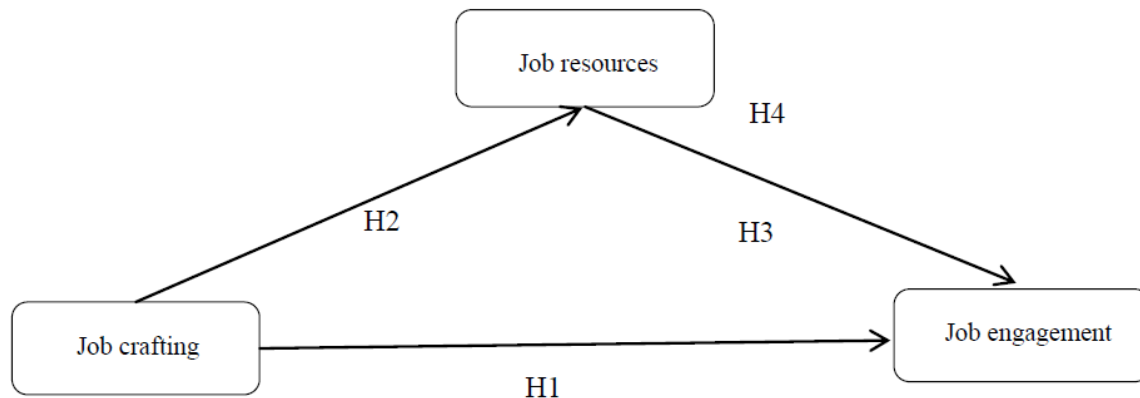 Job resources
H4
H2
H3
Job crafting
Job engagement
H1